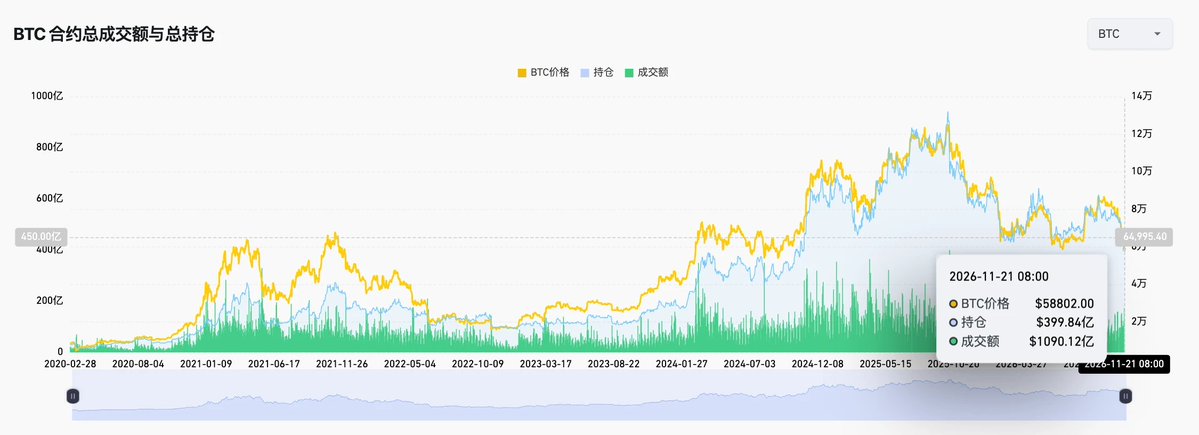 BTC 合约总成交额与总持仓
BTC
BTC价格 持仓 成交额
1000亿
800亿
600亿
450.00亿
400亿
200亿
0
14万
12万
10万
8万
64,995.40
4万
2万
2026-11-21 08:00
BTC价格 $58802.00
持仓 $399.84亿
成交额 $1090.12亿
2020-02-28 2020-08-04 2021-01-09 2021-06-17 2021-11-26 2022-05-04 2022-10-09 2023-03-17 2023-08-22 2024-01-27 2024-07-03 2024-12-08 2025-05-15 2025-10-20 2026-03-27 2026-11-21 08:00